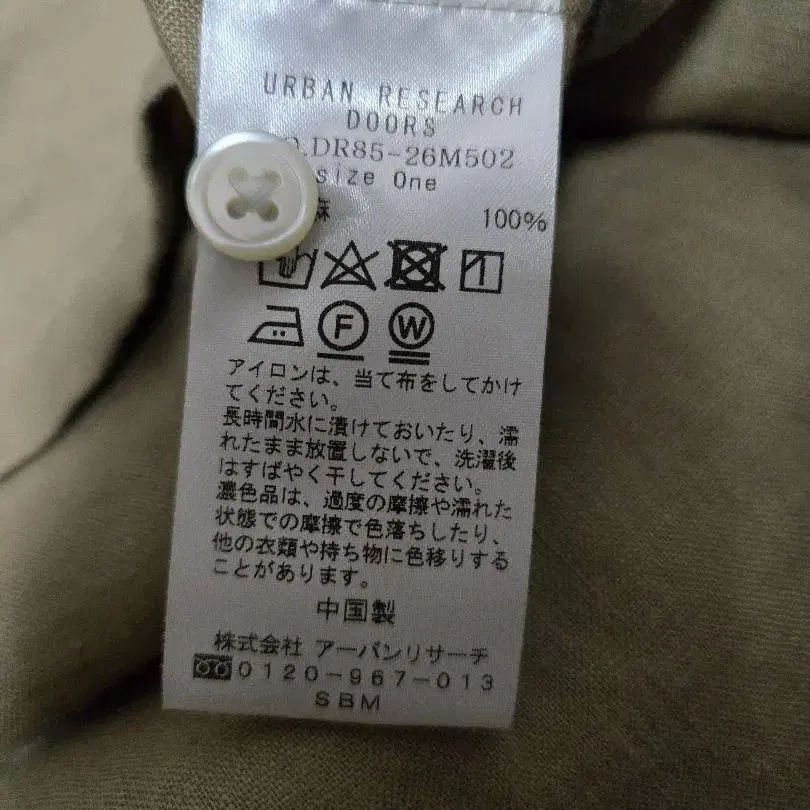 URBAN RESEARCH
DOORS
.DR85-26M502
size One
麻 100%
F W
アイロンは、当て布をしてかけ
てください。
長時間水に漬けておいたり、濡
れたまま放置しないで、洗濯後
はすばやく干してください。
濃色品は、過度の摩擦や濡れた
状態での摩擦で色落ちしたり、
他の衣類や持ち物に色移りする
ことがあります。
中国製
株式会社 アーバンリサーチ
0120-967-013
SBM